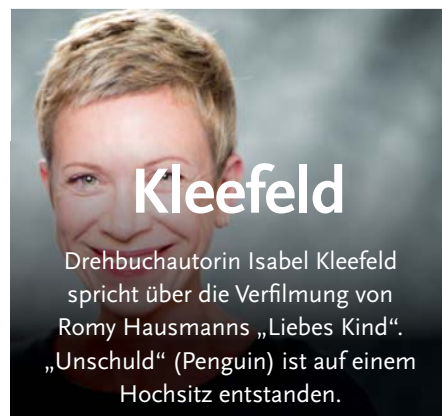 Kleefeld
Drehbuchautorin Isabel Kleefeld
spricht über die Verfilmung von
Romy Hausmanns „Liebes Kind“.
„Unschuld“ (Penguin) ist auf einem
Hochsitz entstanden.